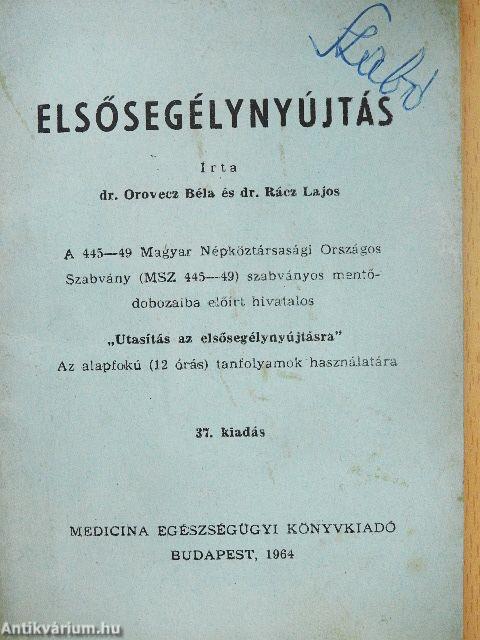 Szabó
ELSŐSEGÉLYNYÚJTÁS
Írta
dr. Orovecz Béla és dr. Rácz Lajos
A 445—49 Magyar Népköztársasági Országos
Szabvány (MSZ 445—49) szabványos mentő-
dobozaiba előírt hivatalos
„Utasítás az elsősegélynyújtásra"
Az alapfokú (12 órás) tanfolyamok használatára
37. kiadás
MEDICINA EGÉSZSÉGÜGYI KÖNYVKIADÓ
BUDAPEST, 1964
Antikvárium.hu